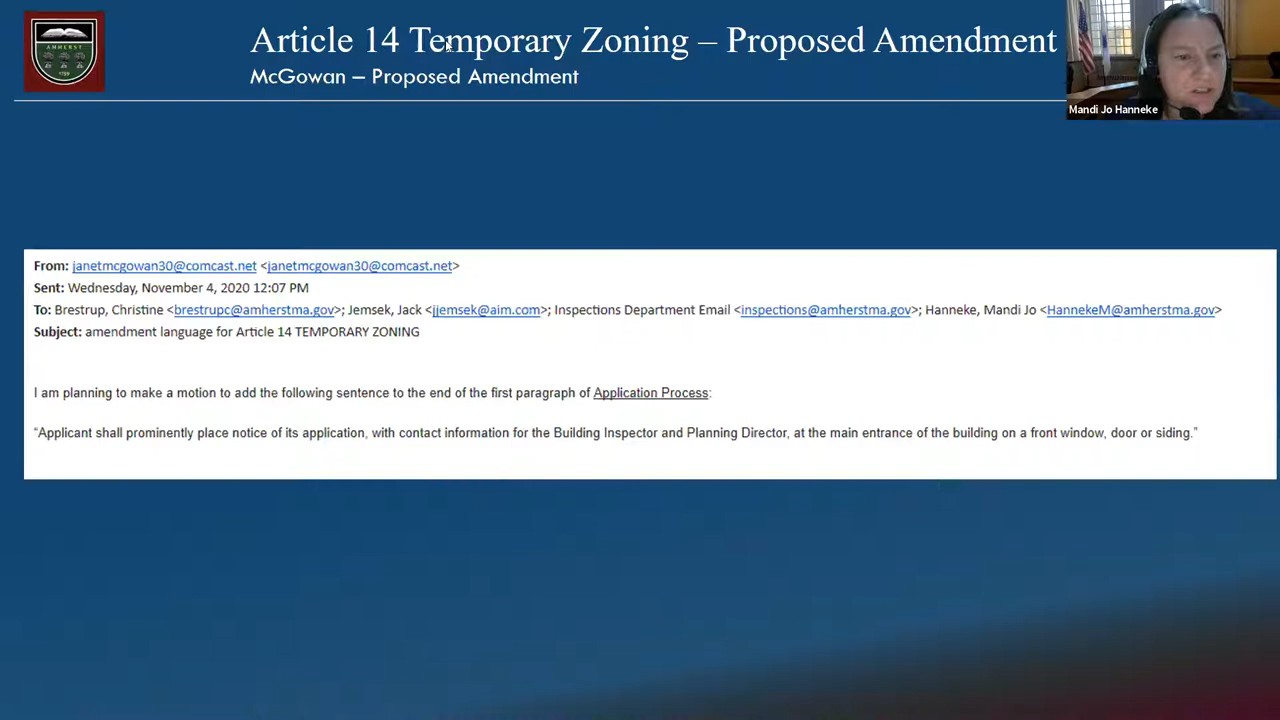 Article 14 Temporary Zoning – Proposed Amendment
McGowan – Proposed Amendment
AMHERST
1759
Mandi Jo Hanneke
From: janetmcgowan30@comcast.net <janetmcgowan30@comcast.net>
Sent: Wednesday, November 4, 2020 12:07 PM
To: Brestrup, Christine <brestrupc@amherstma.gov>; Jemsek, Jack <jjemsek@aim.com>; Inspections Department Email <inspections@amherstma.gov>; Hanneke, Mandi Jo <HannekeM@amherstma.gov>
Subject: amendment language for Article 14 TEMPORARY ZONING
I am planning to make a motion to add the following sentence to the end of the first paragraph of Application Process:
“Applicant shall prominently place notice of its application, with contact information for the Building Inspector and Planning Director, at the main entrance of the building on a front window, door or siding.”